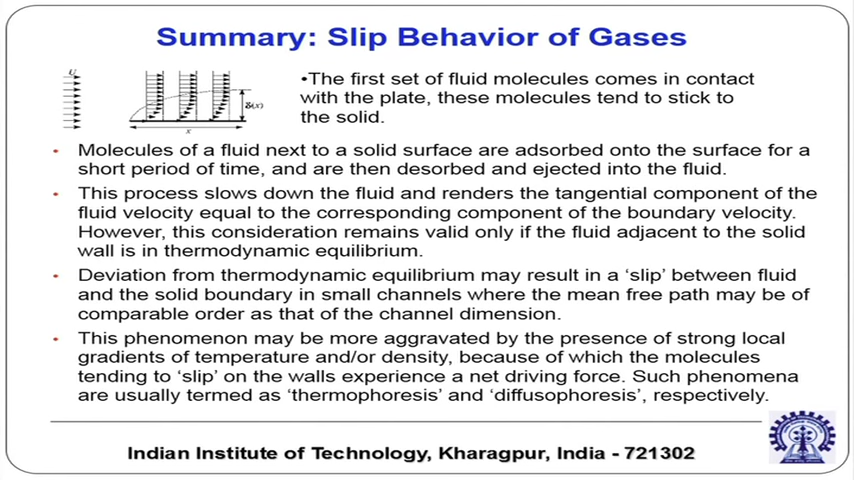 Summary: Slip Behavior of Gases
•The first set of fluid molecules comes in contact
with the plate, these molecules tend to stick to
the solid.
δ(x)
x
• Molecules of a fluid next to a solid surface are adsorbed onto the surface for a
short period of time, and are then desorbed and ejected into the fluid.
• This process slows down the fluid and renders the tangential component of the
fluid velocity equal to the corresponding component of the boundary velocity.
However, this consideration remains valid only if the fluid adjacent to the solid
wall is in thermodynamic equilibrium.
• Deviation from thermodynamic equilibrium may result in a ‘slip’ between fluid
and the solid boundary in small channels where the mean free path may be of
comparable order as that of the channel dimension.
• This phenomenon may be more aggravated by the presence of strong local
gradients of temperature and/or density, because of which the molecules
tending to ‘slip’ on the walls experience a net driving force. Such phenomena
are usually termed as ‘thermophoresis’ and ‘diffusophoresis’, respectively.
Indian Institute of Technology, Kharagpur, India - 721302